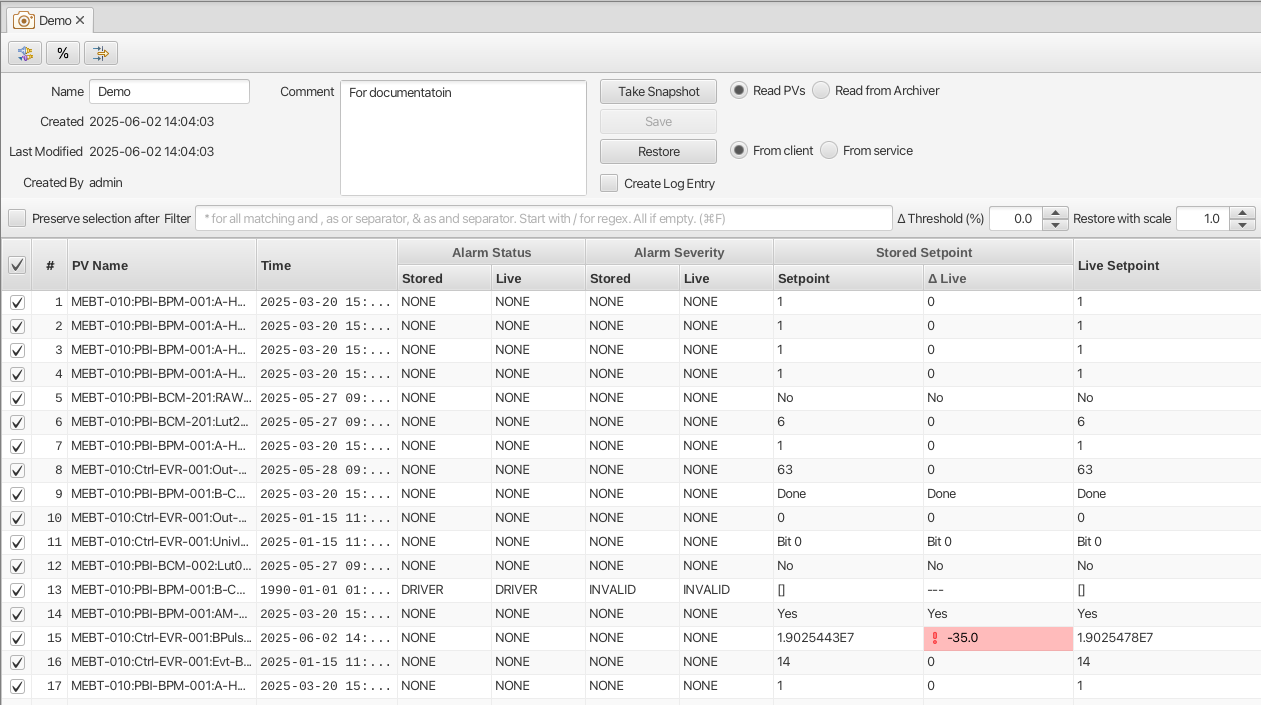 Demo
%
Name Demo Comment For documentatoin Take Snapshot Read PVs Read from Archiver
Created 2025-06-02 14:04:03 Save
Last Modified 2025-06-02 14:04:03 Restore From client From service
Created By admin Create Log Entry
Preserve selection after Filter * for all matching and , as or separator, & as and separator. Start with / for regex. All if empty. (⌘F) Δ Threshold (%) 0.0 Restore with scale 1.0
Alarm Status Alarm Severity Stored Setpoint
# PV Name Time Live Setpoint
Stored Live Stored Live Setpoint Δ Live
1 MEBT-010:PBI-BPM-001:A-H... 2025-03-20 15:... NONE NONE NONE NONE 1 0 1
2 MEBT-010:PBI-BPM-001:A-H... 2025-03-20 15:... NONE NONE NONE NONE 1 0 1
3 MEBT-010:PBI-BPM-001:A-H... 2025-03-20 15:... NONE NONE NONE NONE 1 0 1
4 MEBT-010:PBI-BPM-001:A-H... 2025-03-20 15:... NONE NONE NONE NONE 1 0 1
5 MEBT-010:PBI-BCM-201:RAW... 2025-05-27 09:... NONE NONE NONE NONE No No No
6 MEBT-010:PBI-BCM-201:Lut2... 2025-05-27 09:... NONE NONE NONE NONE 6 0 6
7 MEBT-010:PBI-BPM-001:A-H... 2025-03-20 15:... NONE NONE NONE NONE 1 0 1
8 MEBT-010:Ctrl-EVR-001:Out-... 2025-05-28 09:... NONE NONE NONE NONE 63 0 63
9 MEBT-010:PBI-BPM-001:B-C... 2025-03-20 15:... NONE NONE NONE NONE Done Done Done
10 MEBT-010:Ctrl-EVR-001:Out-... 2025-01-15 11:... NONE NONE NONE NONE 0 0 0
11 MEBT-010:Ctrl-EVR-001:UnivI... 2025-01-15 11:... NONE NONE NONE NONE Bit 0 Bit 0 Bit 0
12 MEBT-010:PBI-BCM-002:Lut0... 2025-05-27 09:... NONE NONE NONE NONE No No No
13 MEBT-010:PBI-BPM-001:B-C... 1990-01-01 01:... DRIVER DRIVER INVALID INVALID [] --- []
14 MEBT-010:PBI-BPM-001:AM-... 2025-03-20 15:... NONE NONE NONE NONE Yes Yes Yes
15 MEBT-010:Ctrl-EVR-001:BPuls... 2025-06-02 14:... NONE NONE NONE NONE 1.9025443E7 -35.0 1.9025478E7
16 MEBT-010:Ctrl-EVR-001:Evt-B... 2025-01-15 11:... NONE NONE NONE NONE 14 0 14
17 MEBT-010:PBI-BPM-001:A-H... 2025-03-20 15:... NONE NONE NONE NONE 1 0 1